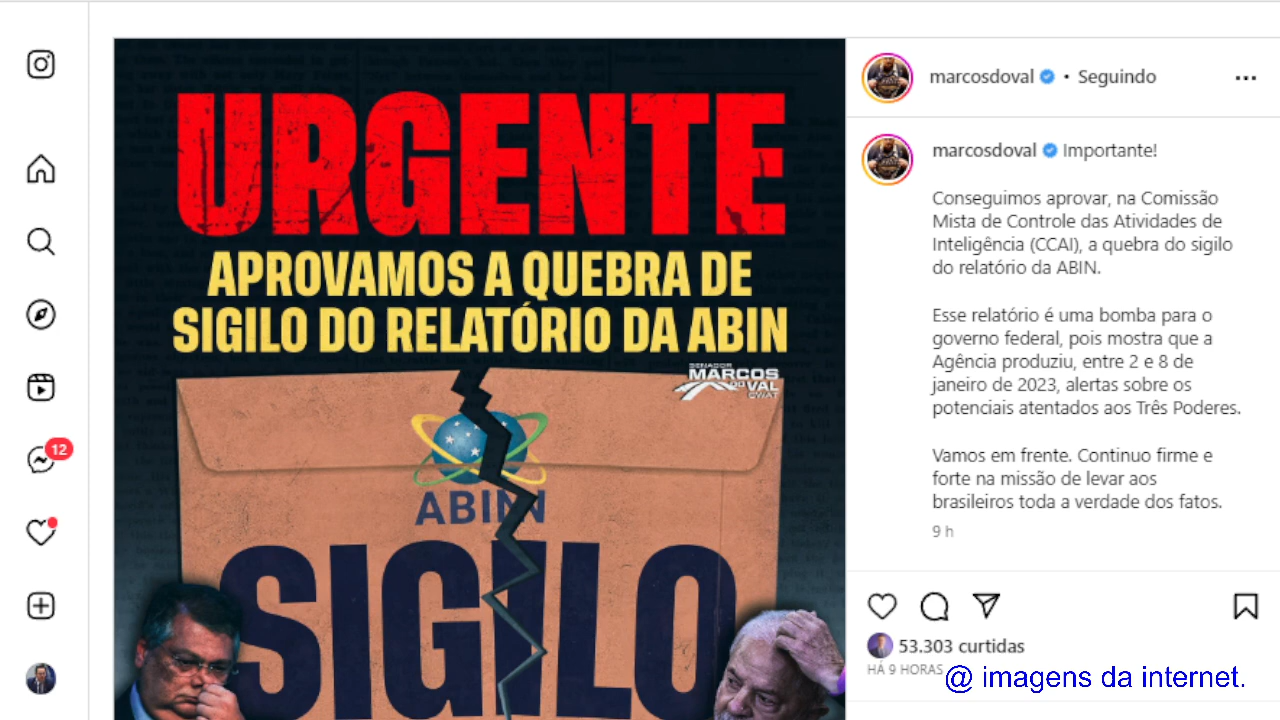 URGENTE
APROVAMOS A QUEBRA DE
SIGILO DO RELATÓRIO DA ABIN
SENADOR
MARCOS
DO VAL
SWAT
ABIN
SIGILO
12
marcosdoval • Seguindo
marcosdoval Importante!
Conseguimos aprovar, na Comissão
Mista de Controle das Atividades de
Inteligência (CCAI), a quebra do sigilo
do relatório da ABIN.
Esse relatório é uma bomba para o
governo federal, pois mostra que a
Agência produziu, entre 2 e 8 de
janeiro de 2023, alertas sobre os
potenciais atentados aos Três Poderes.
Vamos em frente. Continuo firme e
forte na missão de levar aos
brasileiros toda a verdade dos fatos.
9 h
53.303 curtidas
HÁ 9 HORAS
@ imagens da internet.